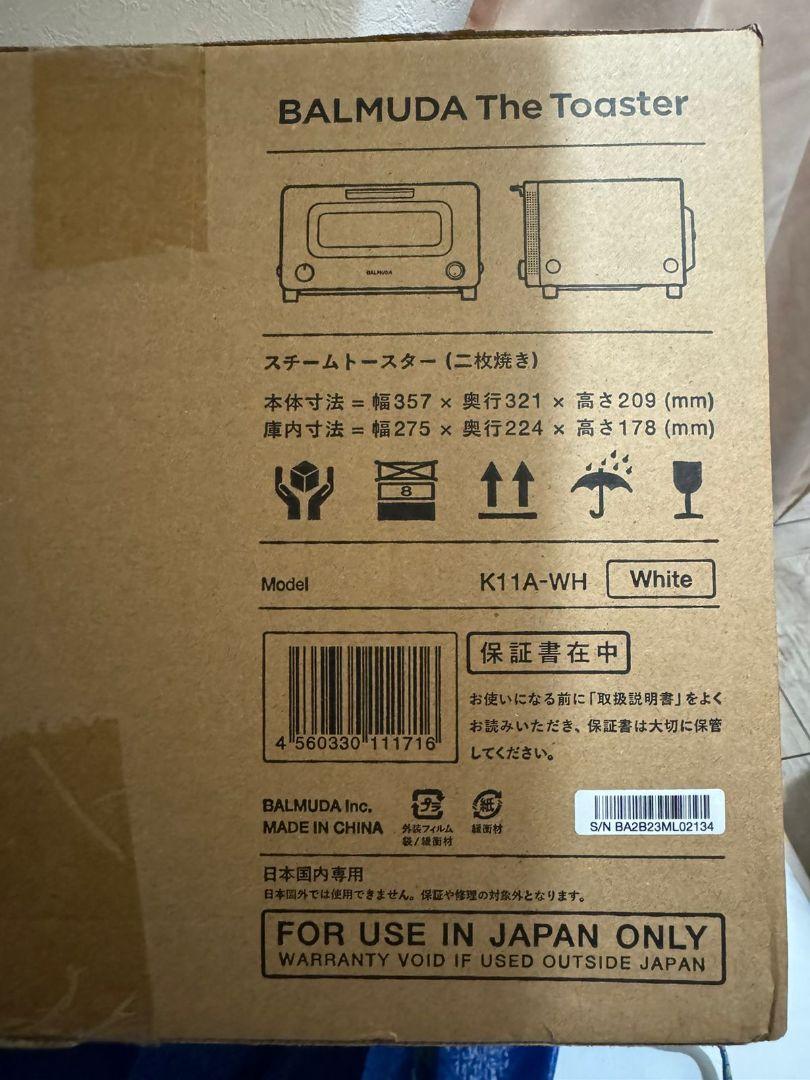 BALMUDA The Toaster
BALMUDA
スチームトースター (二枚焼き)
本体寸法 = 幅357 × 奥行321 × 高さ209 (mm)
庫内寸法 = 幅275 × 奥行224 × 高さ178 (mm)
8
Model K11A-WH White
保証書在中
4 560330 111716
お使いになる前に「取扱説明書」をよく
お読みいただき、保証書は大切に保管
してください。
BALMUDA Inc.
MADE IN CHINA
プラ
外装フィルム
袋/緩衝材
紙
緩衝材
S/N BA2B23ML02134
日本国内専用
日本国外では使用できません。保証や修理の対象外となります。
FOR USE IN JAPAN ONLY
WARRANTY VOID IF USED OUTSIDE JAPAN